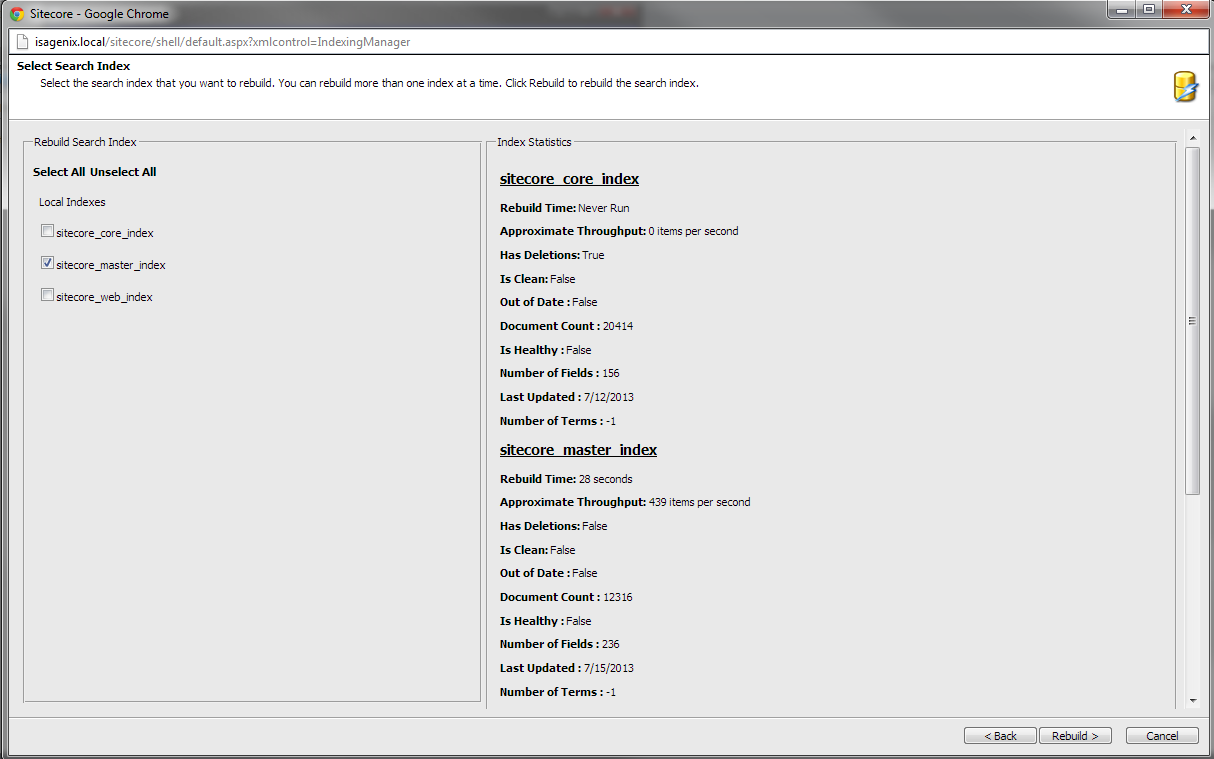 Sitecore - Google Chrome
isagenix.local/sitecore/shell/default.aspx?xmlcontrol=IndexingManager
Select Search Index
Select the search index that you want to rebuild. You can rebuild more than one index at a time. Click Rebuild to rebuild the search index.
Rebuild Search Index
Select All Unselect All
Local Indexes
sitecore_core_index
sitecore_master_index
sitecore_web_index
Index Statistics
sitecore_core_index
Rebuild Time: Never Run
Approximate Throughput: 0 items per second
Has Deletions: True
Is Clean: False
Out of Date : False
Document Count : 20414
Is Healthy : False
Number of Fields : 156
Last Updated : 7/12/2013
Number of Terms : -1
sitecore_master_index
Rebuild Time: 28 seconds
Approximate Throughput: 439 items per second
Has Deletions: False
Is Clean: False
Out of Date : False
Document Count : 12316
Is Healthy : False
Number of Fields : 236
Last Updated : 7/15/2013
Number of Terms : -1
< Back
Rebuild >
Cancel